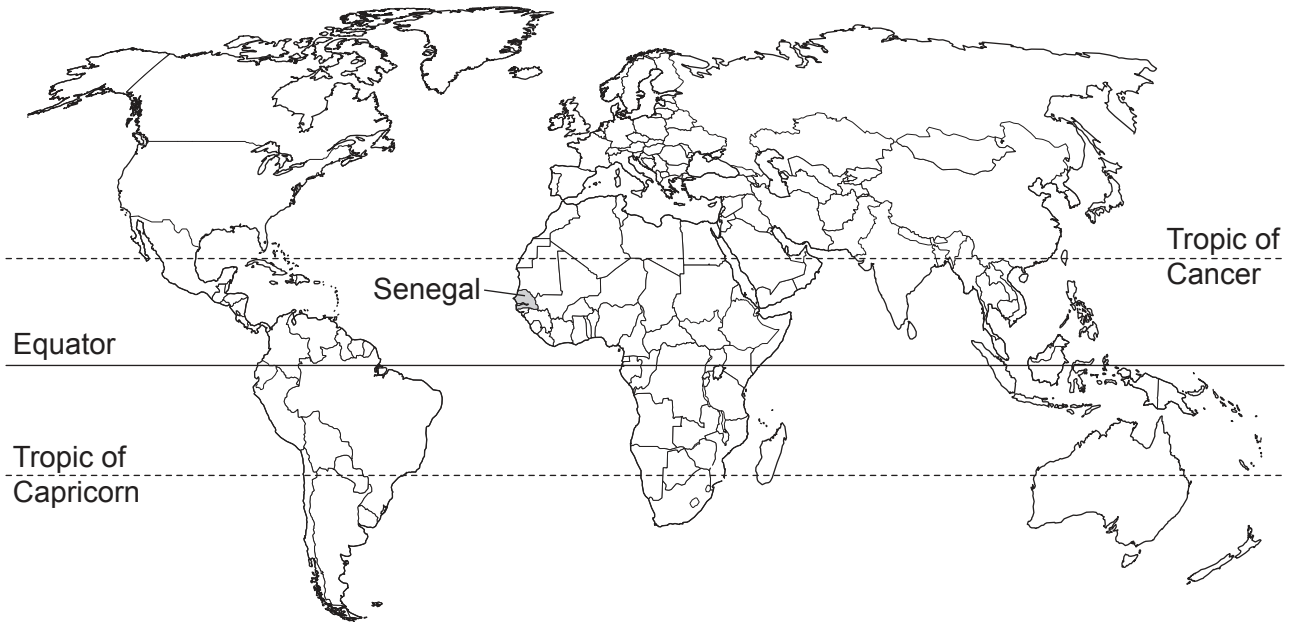 Tropic of
Cancer
Senegal
Equator
Tropic of
Capricorn